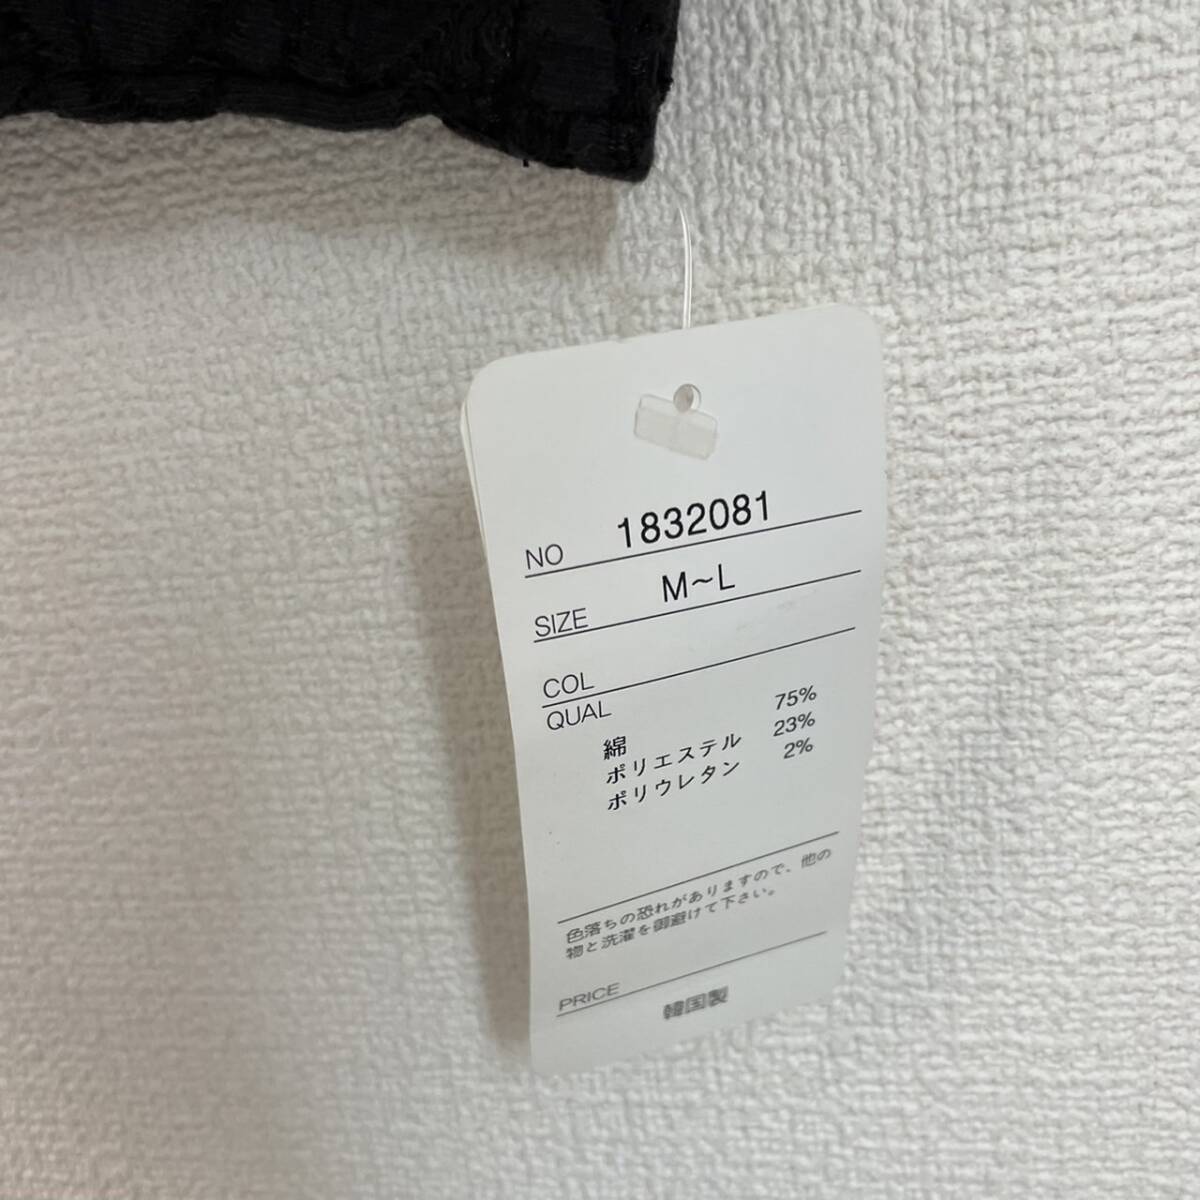 NO 1832081
SIZE M~L
COL
QUAL
綿 75%
ポリエステル 23%
ポリウレタン 2%
色落ちの恐れがありますので、他の
物と洗濯を御避けて下さい。
PRICE
韓国製